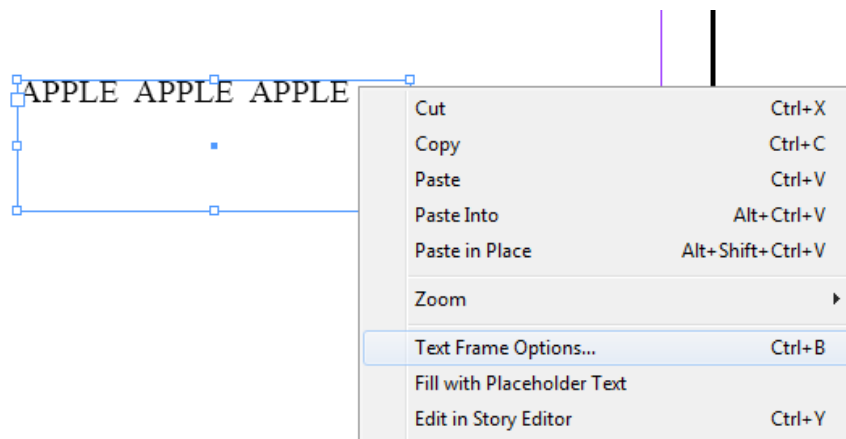 APPLE APPLE APPLE
Cut Ctrl+X
Copy Ctrl+C
Paste Ctrl+V
Paste Into Alt+Ctrl+V
Paste in Place Alt+Shift+Ctrl+V
Zoom
Text Frame Options... Ctrl+B
Fill with Placeholder Text
Edit in Story Editor Ctrl+Y